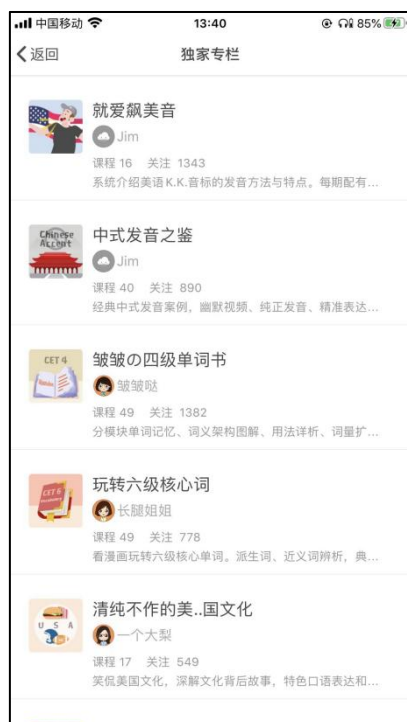 中国移动 13:40 85%
返回 独家专栏
就爱飙美音
Jim
课程 16 关注 1343
系统介绍美语K.K.音标的发音方法与特点。每期配有...
Chinese
Accent
中式发音之鉴
Jim
课程 40 关注 890
经典中式发音案例，幽默视频、纯正发音、精准表达...
CET 4
皱皱の四级单词书
皱皱哒
课程 49 关注 1382
分模块单词记忆、词义架构图解、用法详析、词量扩...
CET 6
Vocabulary
玩转六级核心词
长腿姐姐
课程 49 关注 778
看漫画玩转六级核心单词。派生词、近义词辨析，典...
U S A
清纯不作的美..国文化
一个大梨
课程 17 关注 549
笑侃美国文化，深解文化背后故事，特色口语表达和...